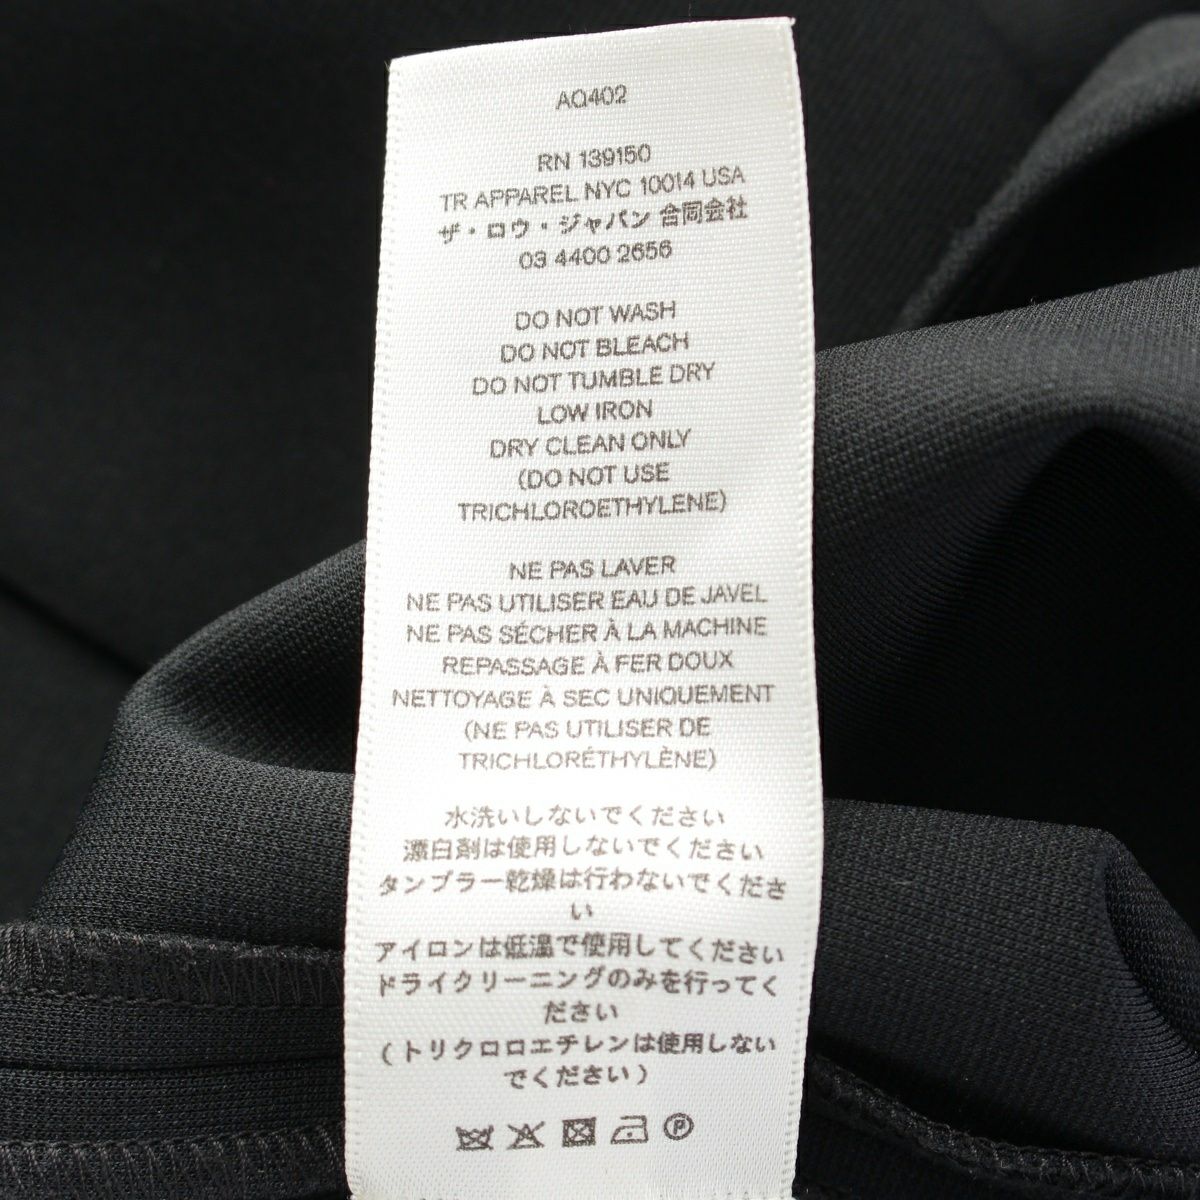 AQ402
RN 139150
TR APPAREL NYC 10014 USA
ザ・ロウ・ジャパン 合同会社
03 4400 2656
DO NOT WASH
DO NOT BLEACH
DO NOT TUMBLE DRY
LOW IRON
DRY CLEAN ONLY
(DO NOT USE
TRICHLOROETHYLENE)
NE PAS LAVER
NE PAS UTILISER EAU DE JAVEL
NE PAS SÉCHER À LA MACHINE
REPASSAGE À FER DOUX
NETTOYAGE À SEC UNIQUEMENT
(NE PAS UTILISER DE
TRICHLORÉTHYLÈNE)
水洗いしないでください
漂白剤は使用しないでください
タンブラー乾燥は行わないでくださ
い
アイロンは低温で使用してください
ドライクリーニングのみを行ってく
ださい
(トリクロロエチレンは使用しない
でください)
P